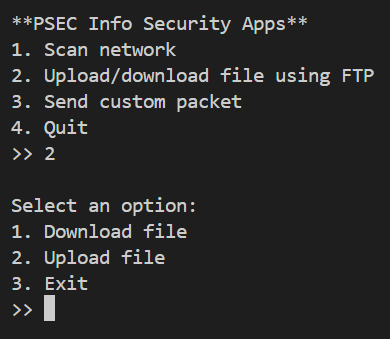 **PSEC Info Security Apps**
1. Scan network
2. Upload/download file using FTP
3. Send custom packet
4. Quit
>> 2
Select an option:
1. Download file
2. Upload file
3. Exit
>>